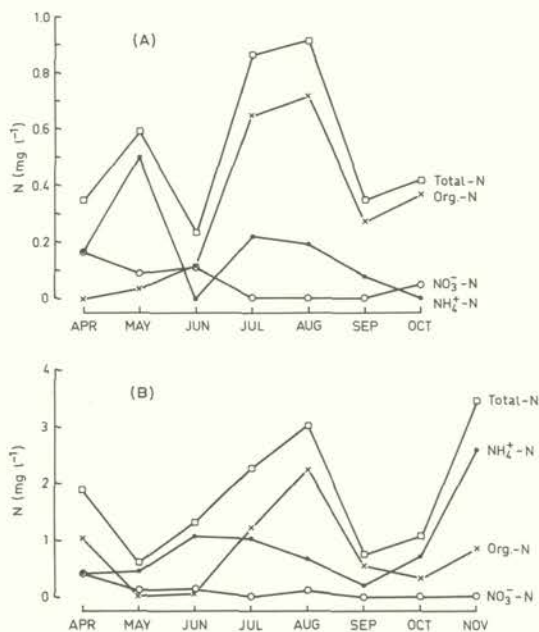 (A)
1.0
0.8
0.6
0.4
0.2
0
N (mg l⁻¹)
Total-N
Org.-N
NO₃⁻-N
NH₄⁺-N
APR MAY JUN JUL AUG SEP OCT
(B)
4
3
2
1
0
N (mg l⁻¹)
Total-N
NH₄⁺-N
Org.-N
NO₃⁻-N
APR MAY JUN JUL AUG SEP OCT NOV